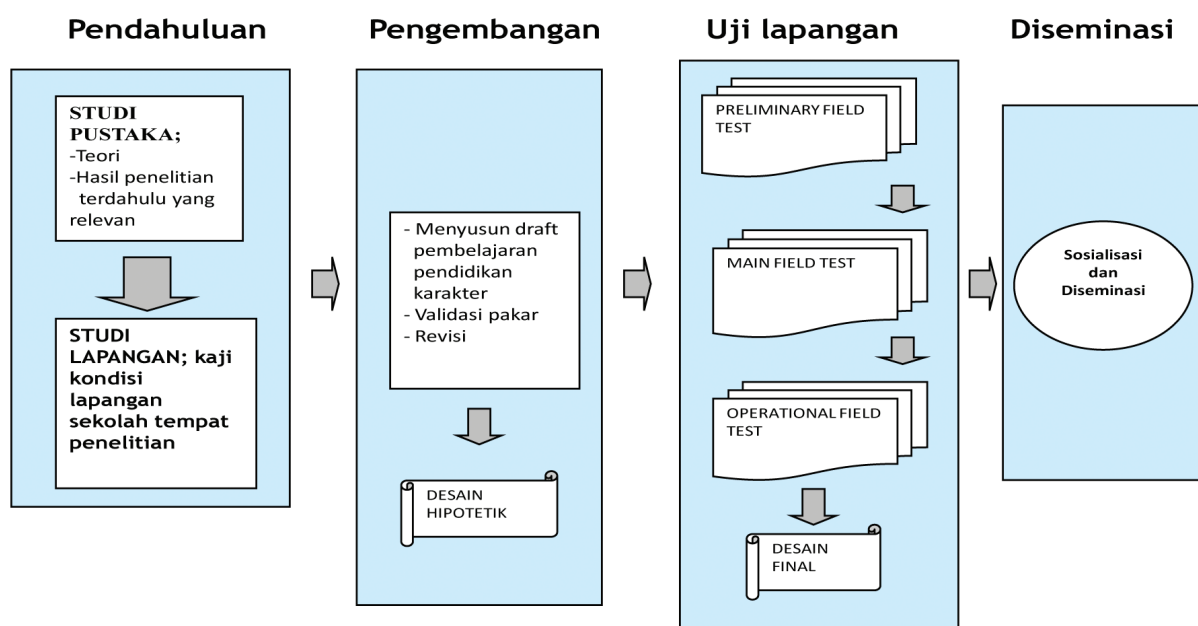 Pendahuluan
STUDI
PUSTAKA;
-Teori
-Hasil penelitian
terdahulu yang
relevan
STUDI
LAPANGAN; kaji
kondisi
lapangan
sekolah tempat
penelitian
Pengembangan
- Menyusun draft
pembelajaran
pendidikan
karakter
- Validasi pakar
- Revisi
DESAIN
HIPOTETIK
Uji lapangan
PRELIMINARY FIELD
TEST
MAIN FIELD TEST
OPERATIONAL FIELD
TEST
DESAIN
FINAL
Diseminasi
Sosialisasi
dan
Diseminasi